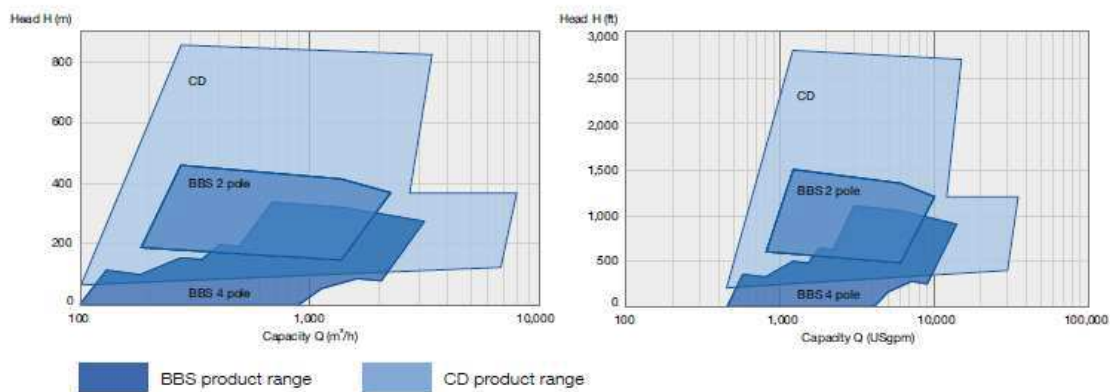 Head H (m)
800
600
400
200
0
CD
BBS 2 pole
BBS 4 pole
100
1,000
10,000
Capacity Q (m³/h)
Head H (ft)
3,000
2,500
2,000
1,500
1,000
500
0
CD
BBS 2 pole
BBS 4 pole
100
1,000
10,000
100,000
Capacity Q (USgpm)
BBS product range
CD product range